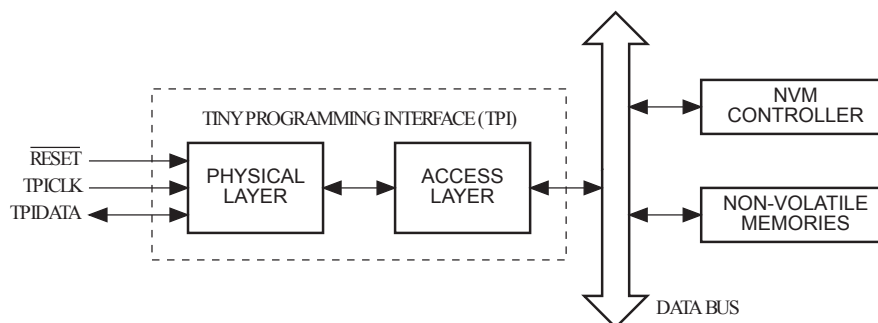 TINY PROGRAMMING INTERFACE (TPI)
RESET
TPICLK
TPIDATA
PHYSICAL
LAYER
ACCESS
LAYER
NVM
CONTROLLER
NON-VOLATILE
MEMORIES
DATA BUS